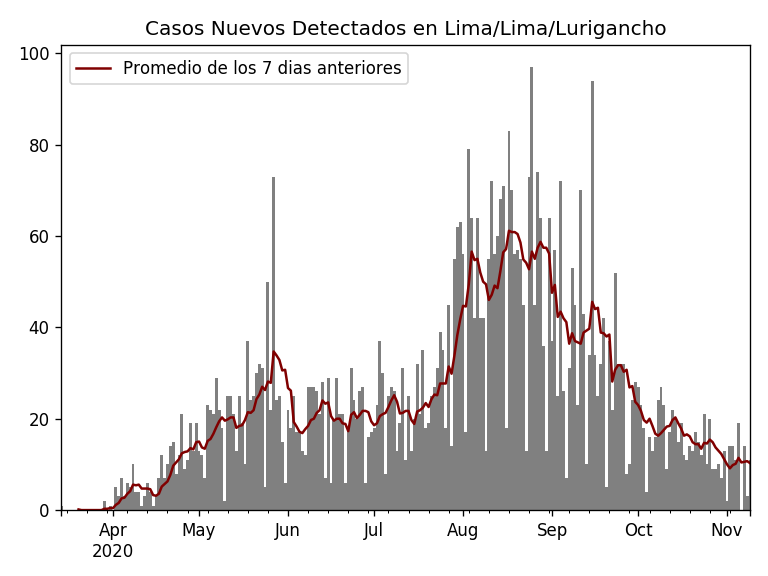 Casos Nuevos Detectados en Lima/Lima/Lurigancho
Promedio de los 7 dias anteriores
100
80
60
40
20
0
Apr May Jun Jul Aug Sep Oct Nov
2020